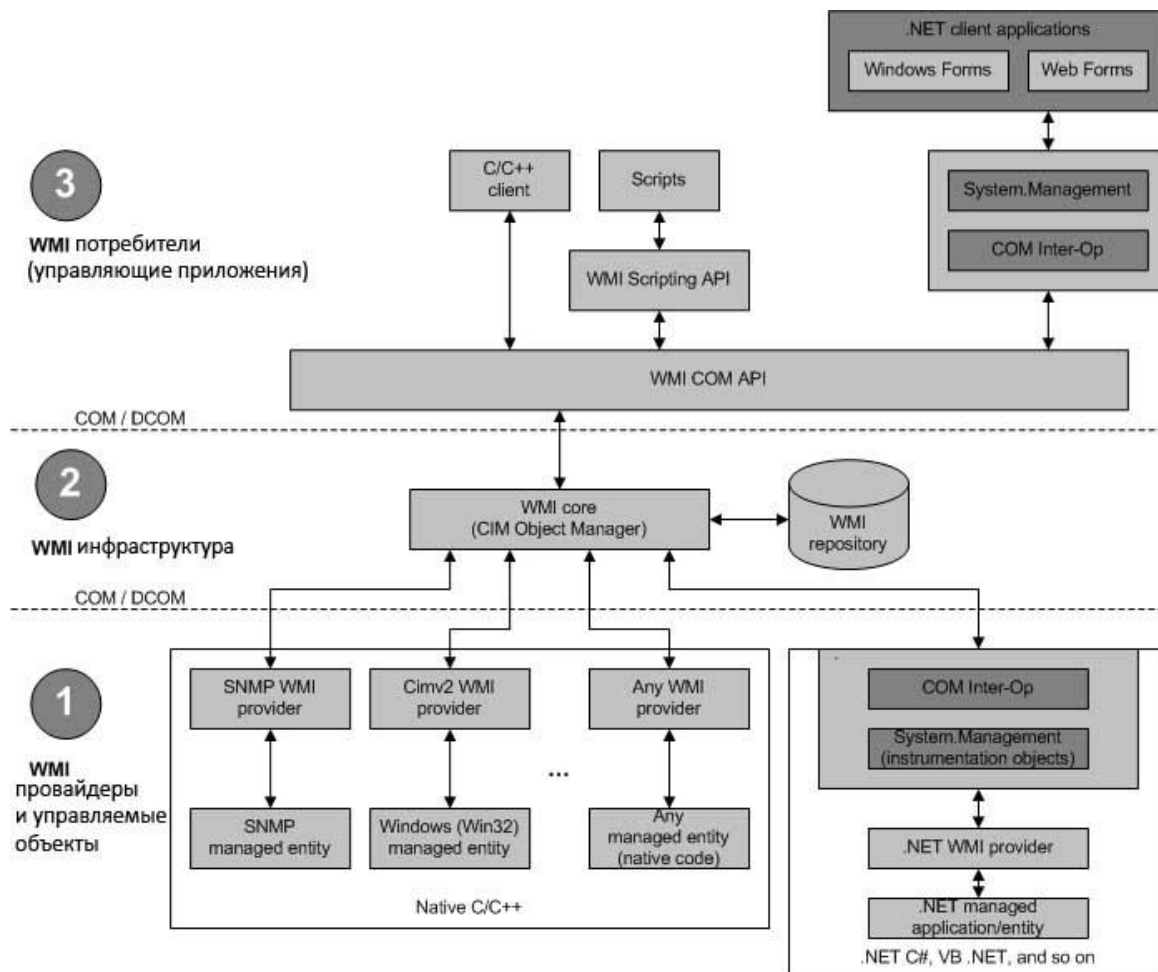 .NET client applications
Windows Forms
Web Forms
3
WMI потребители
(управляющие приложения)
C/C++
client
Scripts
System.Management
COM Inter-Op
WMI Scripting API
WMI COM API
COM / DCOM
2
WMI инфраструктура
WMI core
(CIM Object Manager)
WMI
repository
COM / DCOM
1
WMI
провайдеры
и управляемые
объекты
SNMP WMI
provider
Cimv2 WMI
provider
Any WMI
provider
...
SNMP
managed entity
Windows (Win32)
managed entity
Any
managed entity
(native code)
Native C/C++
COM Inter-Op
System.Management
(instrumentation objects)
.NET WMI provider
.NET managed
application/entity
.NET C#, VB .NET, and so on